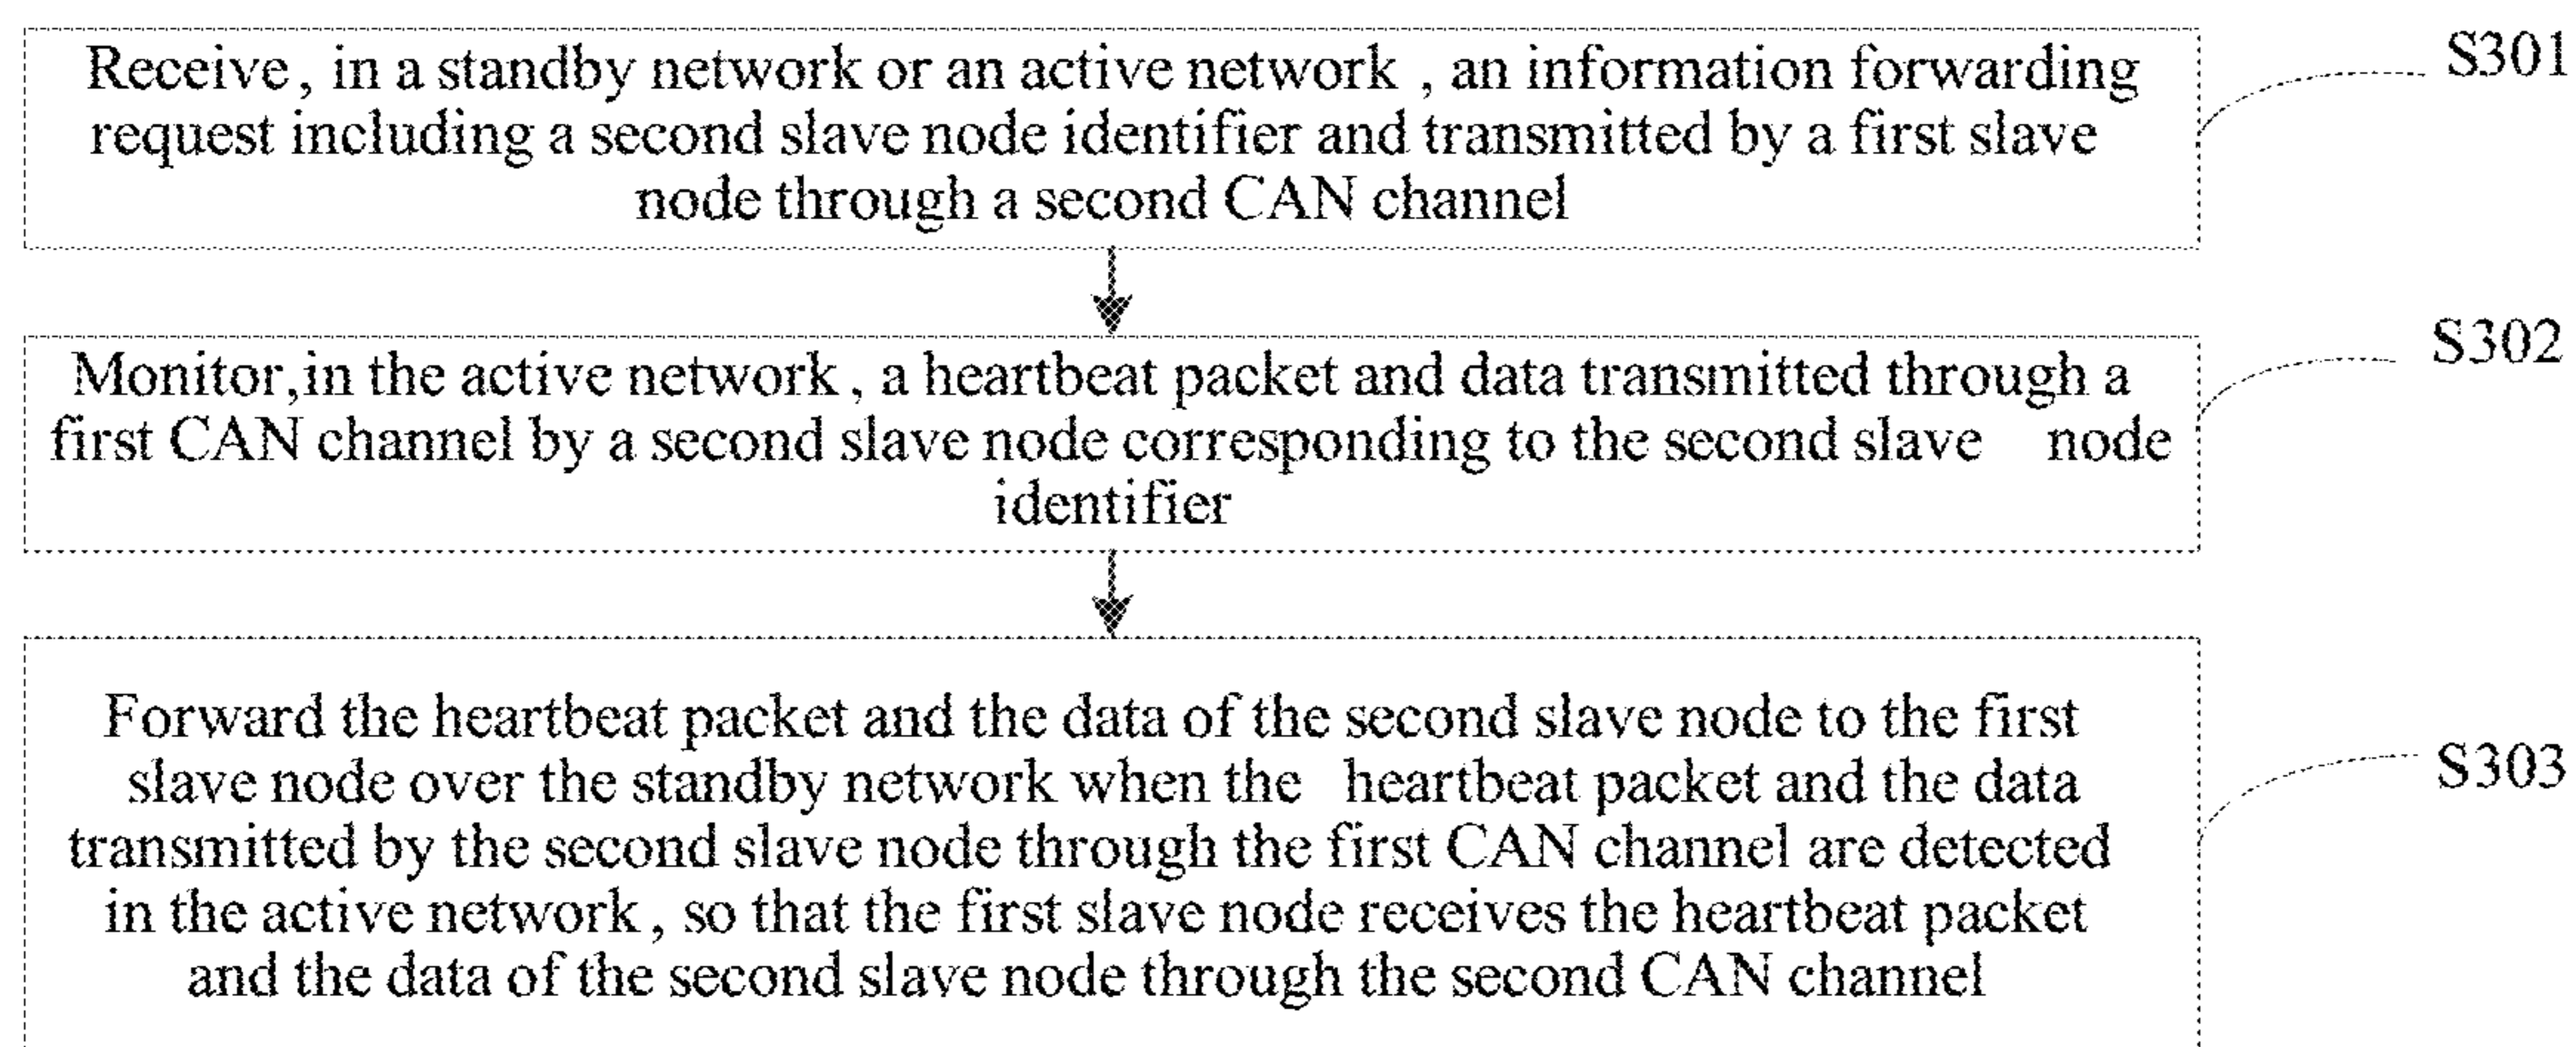 Receive, in a standby network or an active network , an information forwarding
request including a second slave node identifier and transmitted by a first slave
node through a second CAN channel
S301
Monitor,in the active network, a heartbeat packet and data transmitted through a
first CAN channel by a second slave node corresponding to the second slave node
identifier
S302
Forward the heartbeat packet and the data of the second slave node to the first
slave node over the standby network when the heartbeat packet and the data
transmitted by the second slave node through the first CAN channel are detected
in the active network, so that the first slave node receives the heartbeat packet
and the data of the second slave node through the second CAN channel
S303